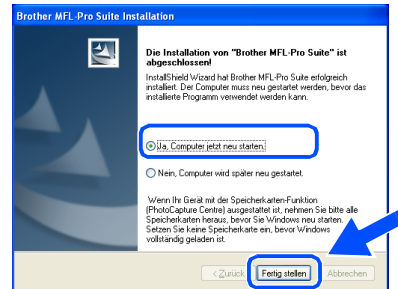 Brother MFL-Pro Suite Installation
Die Installation von "Brother MFL-Pro Suite" ist
abgeschlossen!
InstallShield Wizard hat Brother MFL-Pro Suite erfolgreich
installiert. Der Computer muss neu gestartet werden, bevor das
installierte Programm verwendet werden kann.
Ja, Computer jetzt neu starten.
Nein, Computer wird später neu gestartet.
Wenn Ihr Gerät mit der Speicherkarten-Funktion
(PhotoCapture Centre) ausgestattet ist, nehmen Sie bitte alle
Speicherkarten heraus, bevor Sie Windows neu starten.
Setzen Sie keine Speicherkarte ein, bevor Windows
vollständig geladen ist.
< Zurück
Fertig stellen
Abbrechen